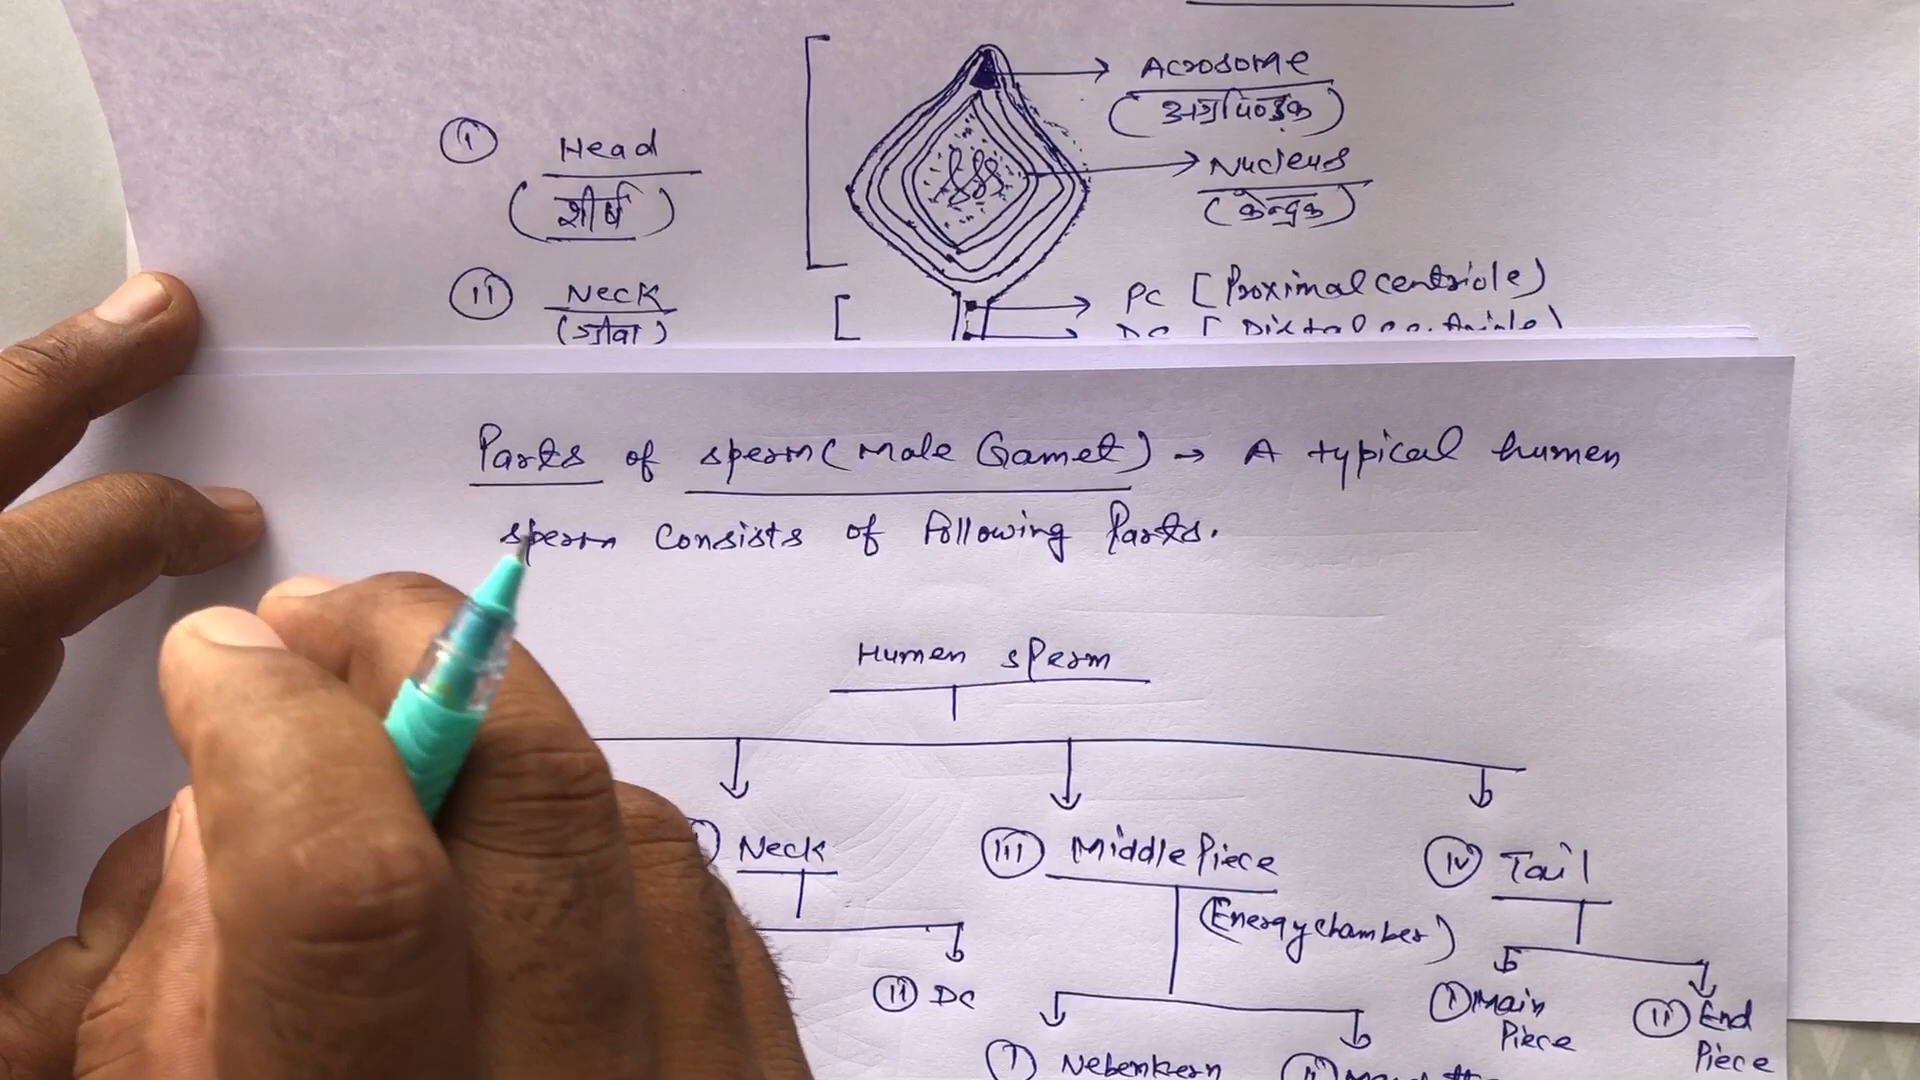 Acrosome
(अग्रपिण्डक)
(I) Head
(शीर्ष)
Nucleus
(केन्द्रक)
(II) Neck
(ग्रीवा)
PC [Proximal centriole)
Parts of sperm (Male Gamet) → A typical humen
sperm consists of following Parts.
Humen sperm
Neck
(III) Middle Piece
(IV) Tail
(Energy chamber)
(II) DC
(I) Main
Piece
(II) End
Piece
(I) Nebenkern